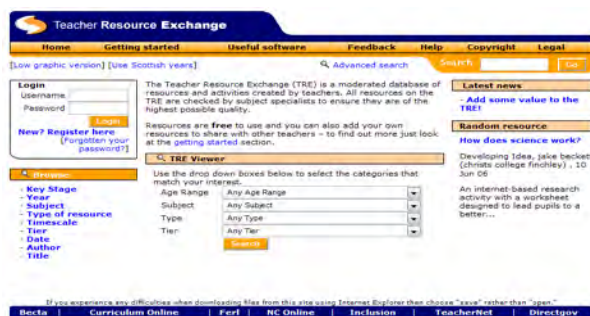 Teacher Resource Exchange
Home Getting started Useful software Feedback Help Copyright Legal
[Low graphic version] [Use Scottish years]
Advanced search
Search
Go
Login
Username
Password
Login
New? Register here
[Forgotten your
password?]
Browse
- Key Stage
- Year
- Subject
- Type of resource
- Timescale
- Tier
- Date
- Author
- Title
The Teacher Resource Exchange (TRE) is a moderated database of
resources and activities created by teachers. All resources on
the TRE are checked by subject specialists to ensure they are of the
highest possible quality.
Resources are free to use and you can also add your own
resources to share with other teachers – to find out more just
look at the getting started section.
TRE Viewer
Use the drop down boxes below to select the categories that
match your interest.
Age Range Any Age Range
Subject Any Subject
Type Any Type
Tier Any Tier
Search
Latest news
- Add some value to the
TRE!
Random resource
How does science work?
Developing Idea, jake becket
(christs college finchley) , 10
Jun 06
An internet-based research
activity with a worksheet
designed to lead pupils to a
better...
If you experience any difficulties when downloading files from this site using Internet Explorer then choose "save" rather than "open."
Becta | Curriculum Online | Ferl | NC Online | Inclusion | TeacherNet | Directgov